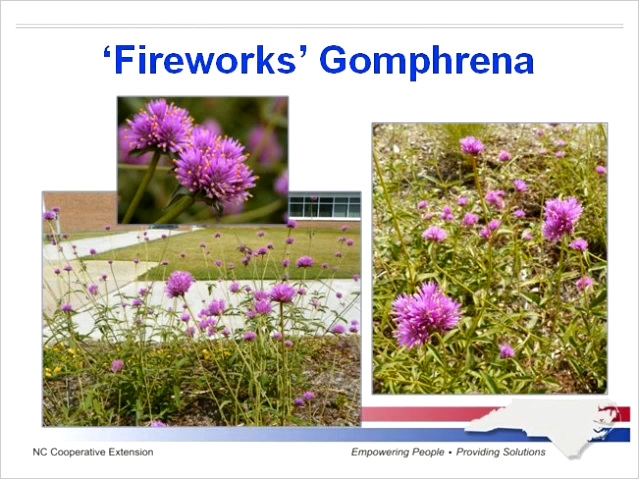 ‘Fireworks’ Gomphrena
NC Cooperative Extension
Empowering People • Providing Solutions